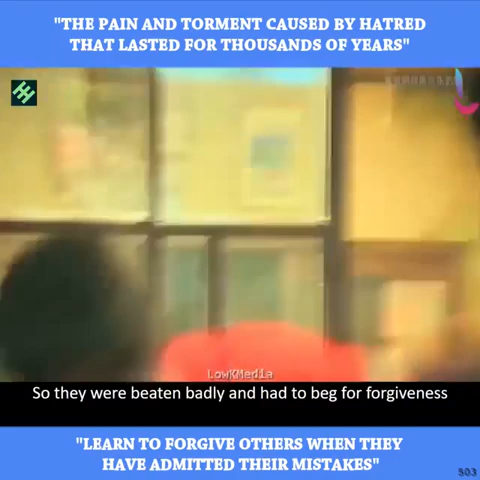 "THE PAIN AND TORMENT CAUSED BY HATRED
THAT LASTED FOR THOUSANDS OF YEARS"
LowKMedia
So they were beaten badly and had to beg for forgiveness
"LEARN TO FORGIVE OTHERS WHEN THEY
HAVE ADMITTED THEIR MISTAKES"
503